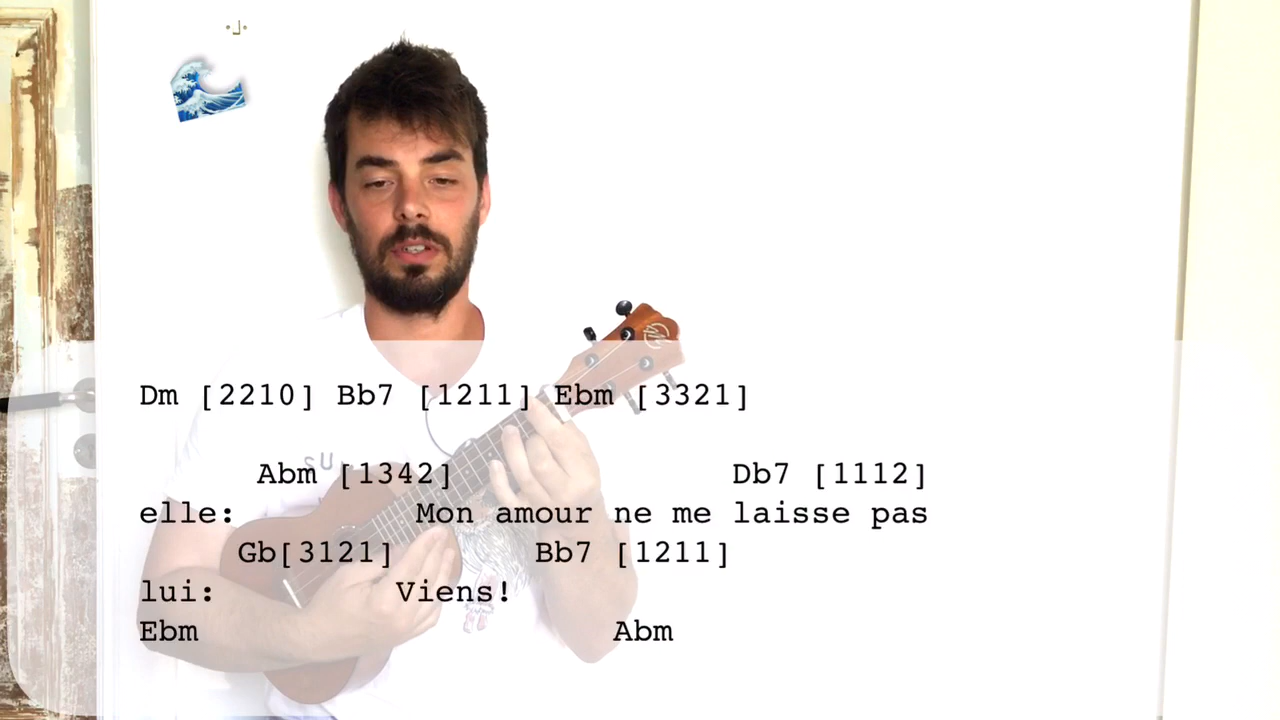 Dm [2210] Bb7 [1211] Ebm [3321]
Abm [1342] Db7 [1112]
elle: Mon amour ne me laisse pas
Gb[3121] Bb7 [1211]
lui: Viens!
Ebm Abm